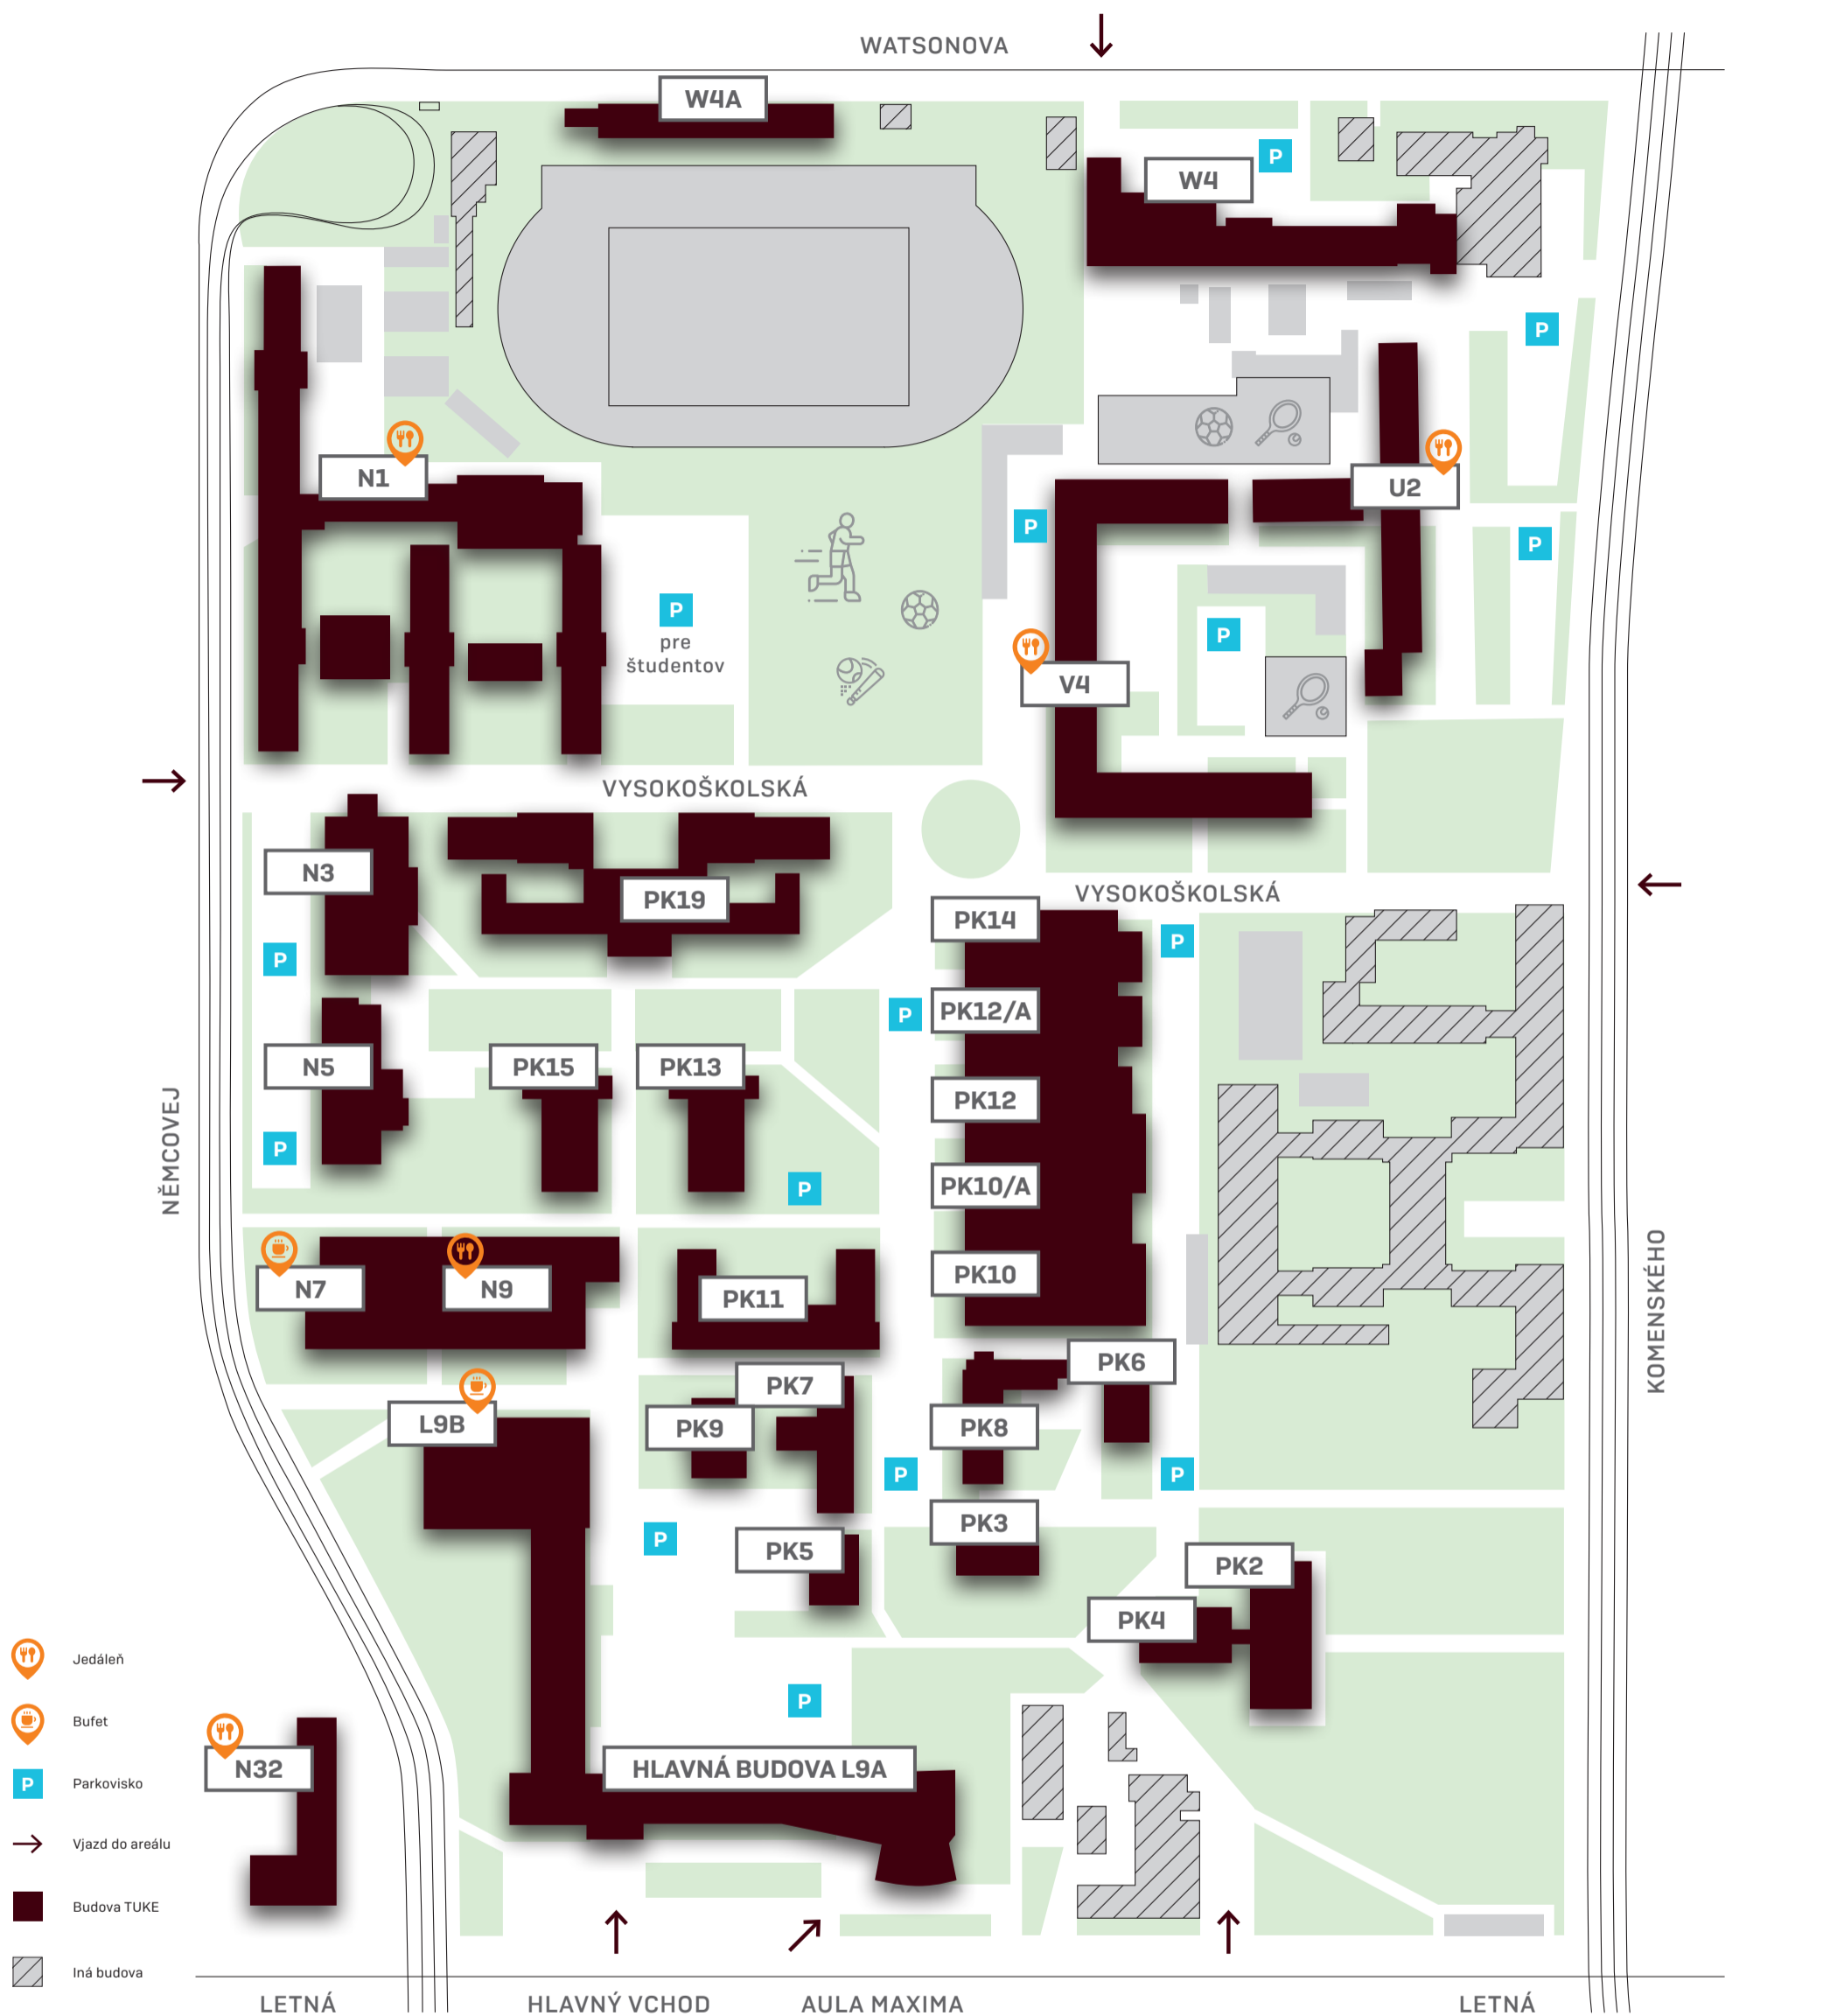 WATSONOVA
W4A
P
W4
P
N1
U2
P
P
P
pre
študentov
P
V4
VYSOKOŠKOLSKÁ
N3
PK19
VYSOKOŠKOLSKÁ
PK14
P
P
PK12/A
P
N5
PK15
PK13
PK12
NĚMCOVEJ
P
P
PK10/A
KOMENSKÉHO
N7
N9
PK11
PK10
PK6
PK7
L9B
PK9
PK8
P
P
PK3
P
PK5
PK2
PK4
Jedáleň
P
Bufet
N32
HLAVNÁ BUDOVA L9A
P Parkovisko
Vjazd do areálu
Budova TUKE
Iná budova
LETNÁ
HLAVNÝ VCHOD
AULA MAXIMA
LETNÁ